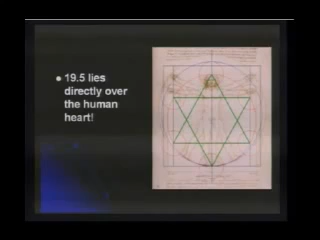 19.5 lies
directly over
the human
heart!